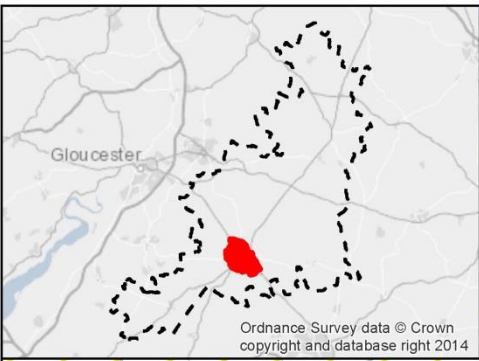 Gloucester
Ordnance Survey data © Crown
copyright and database right 2014